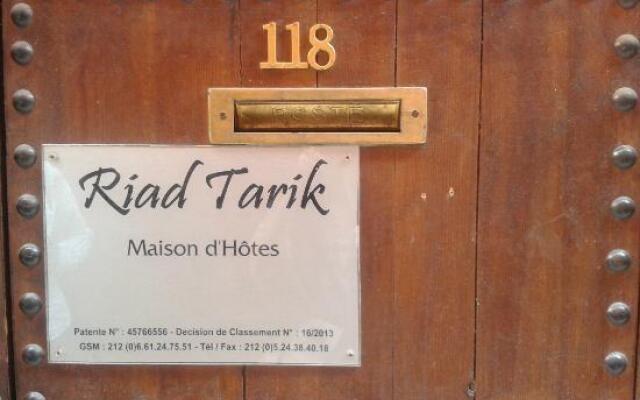 118
POSTE
Riad Tarik
Maison d'Hôtes
Patente N° : 45766556 - Decision de Classement N° : 16/2013
GSM : 212 (0)6.61.24.75.51 - Tél / Fax : 212 (0)5.24.38.40.18